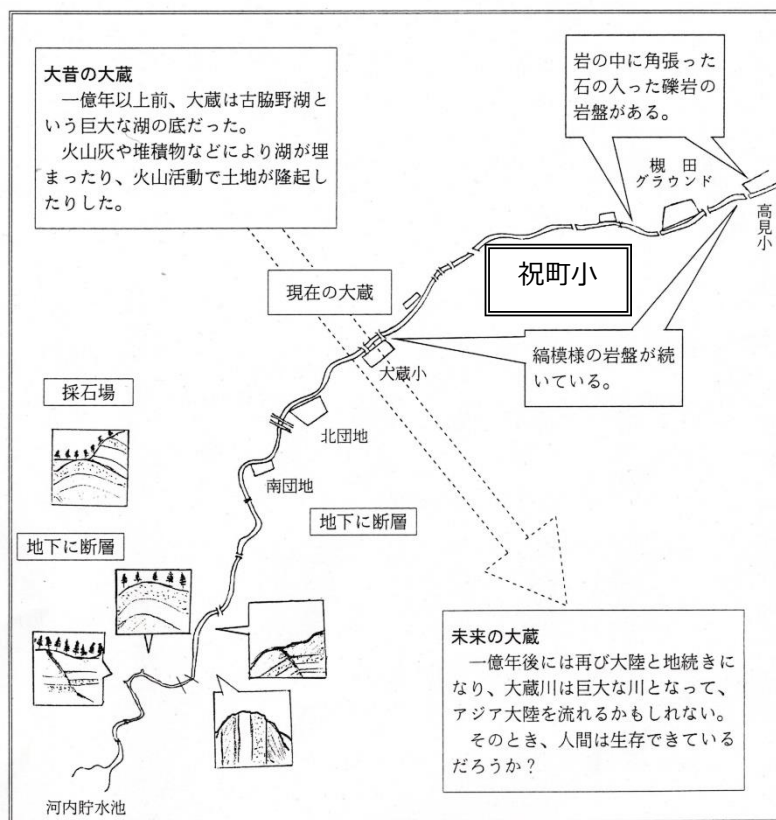 大昔の大蔵
一億年以上前、大蔵は古脇野湖と
いう巨大な湖の底だった。
火山灰や堆積物などにより湖が埋
まったり、火山活動で土地が隆起し
たりした。
岩の中に角張った
石の入った礫岩の
岩盤がある。
槻田
グラウンド
高見小
祝町小
現在の大蔵
縞模様の岩盤が続
いている。
大蔵小
採石場
北団地
南団地
地下に断層
地下に断層
未来の大蔵
一億年後には再び大陸と地続きに
なり、大蔵川は巨大な川となって、
アジア大陸を流れるかもしれない。
そのとき、人間は生存できている
だろうか？
河内貯水池